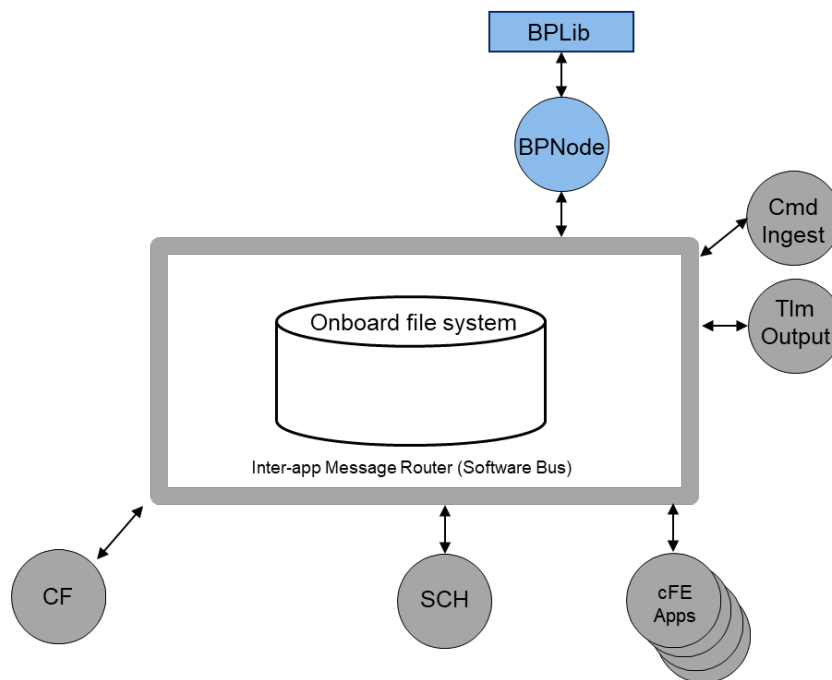 BPLib
BPNode
Cmd
Ingest
Tlm
Output
Onboard file system
Inter-app Message Router (Software Bus)
CF
SCH
cFE
Apps